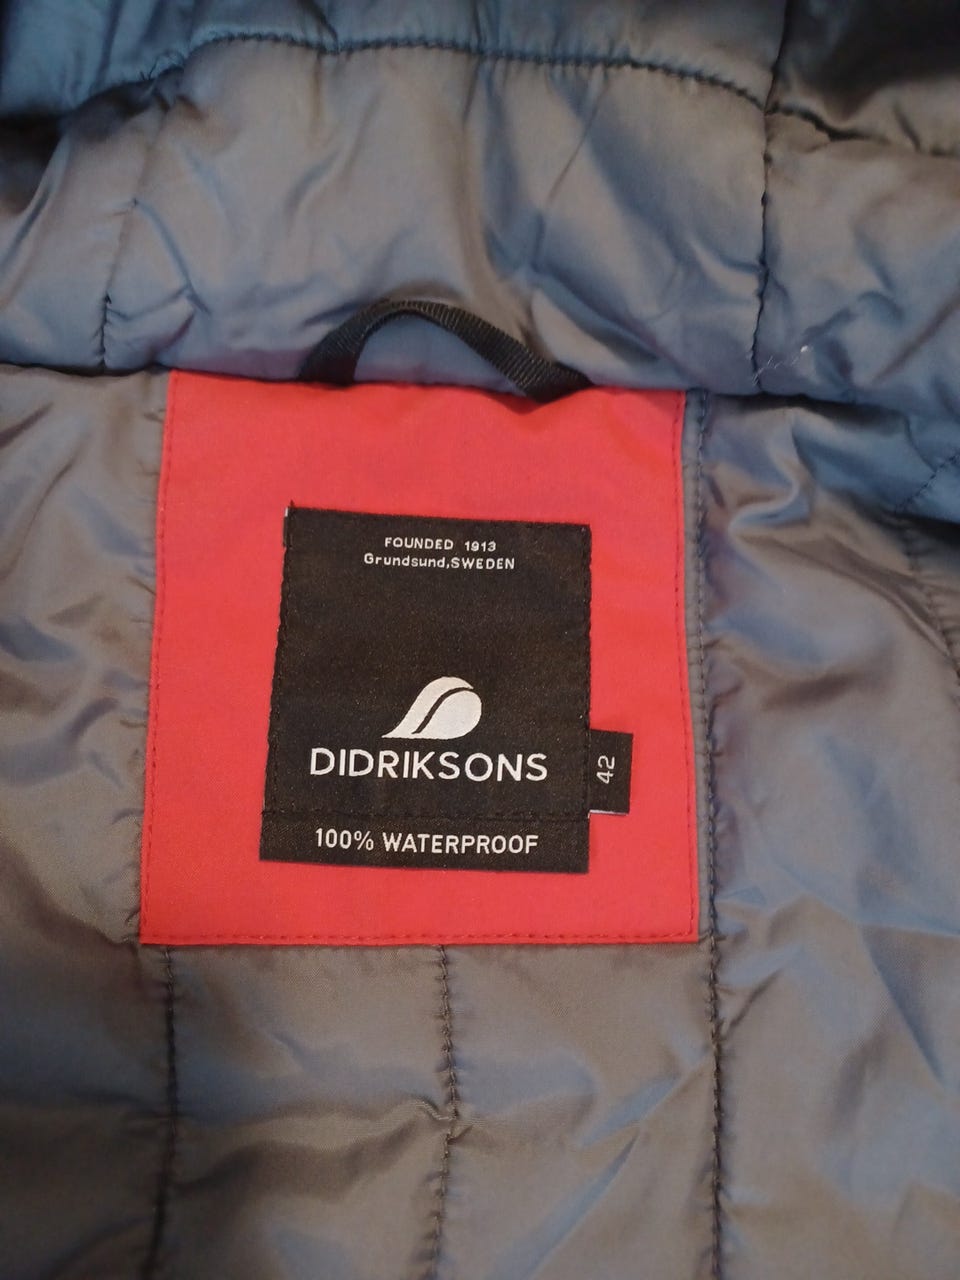 FOUNDED 1913
Grundsund,SWEDEN
DIDRIKSONS
42
100% WATERPROOF